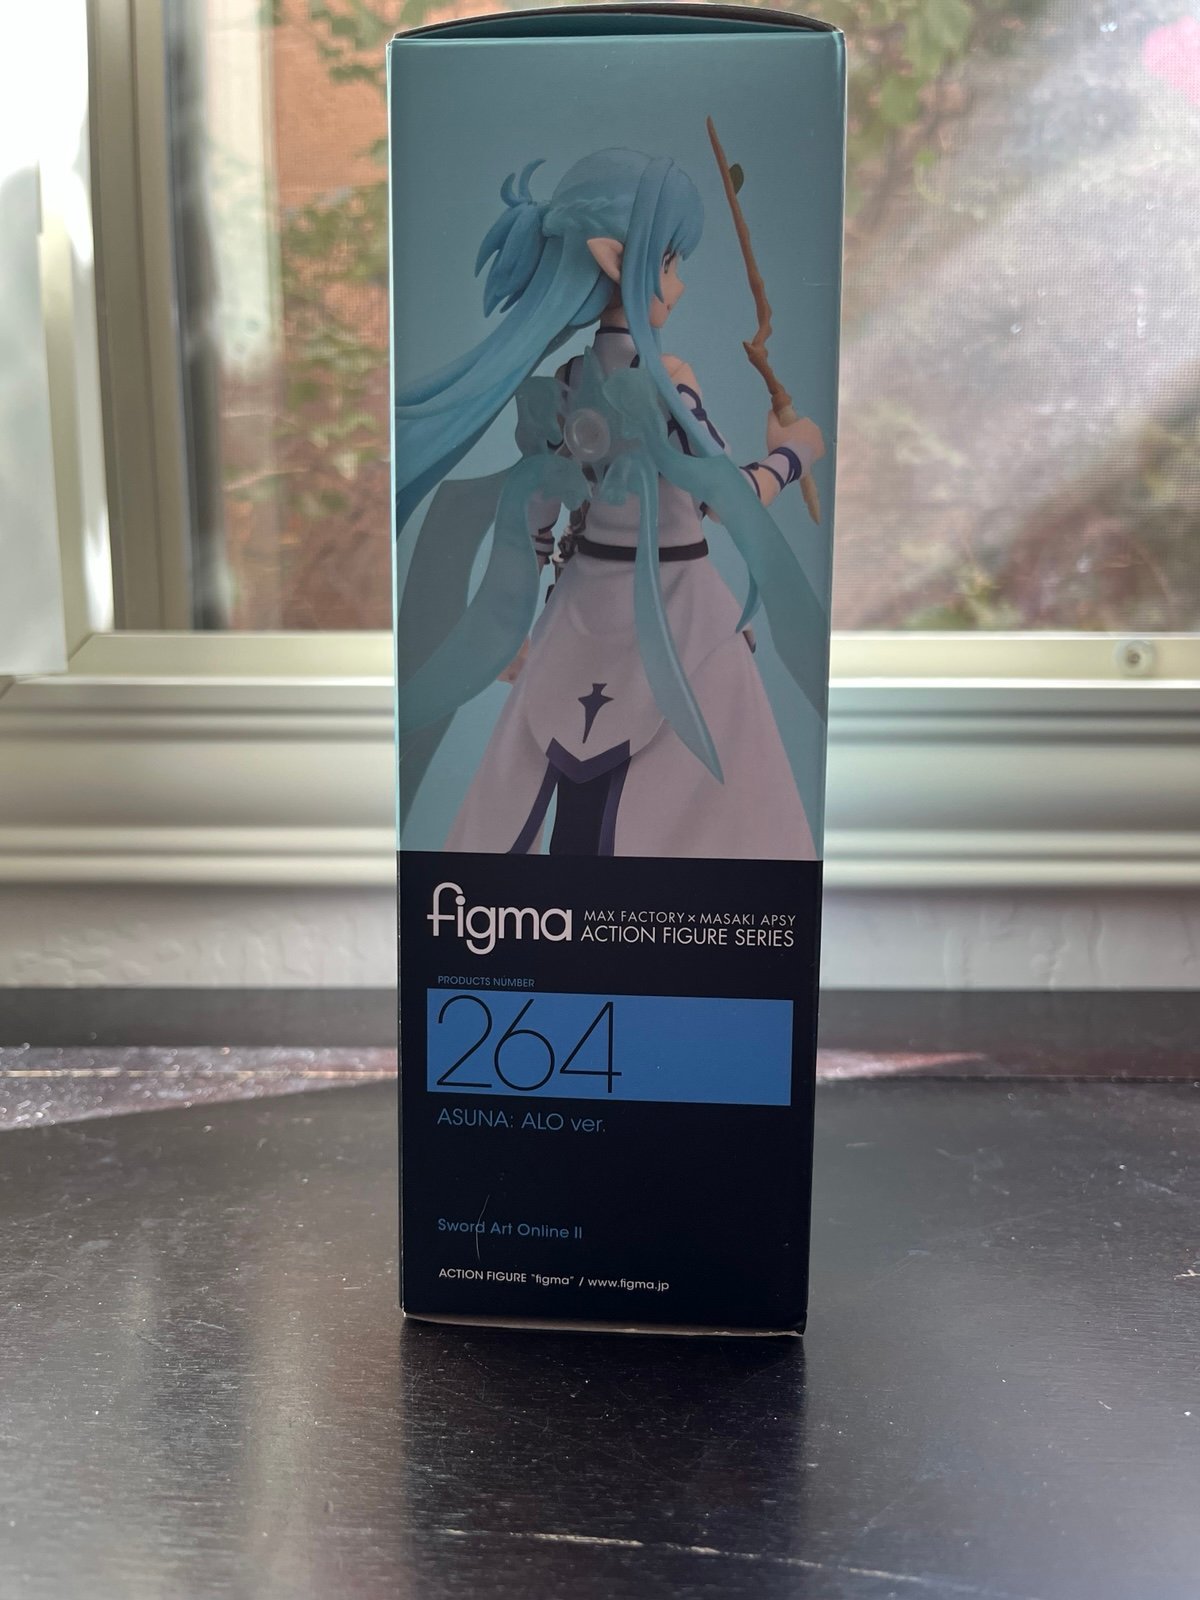 figma
MAX FACTORY × MASAKI APSY
ACTION FIGURE SERIES
PRODUCTS NUMBER
264
ASUNA: ALO ver.
Sword Art Online II
ACTION FIGURE "figma" / www.figma.jp